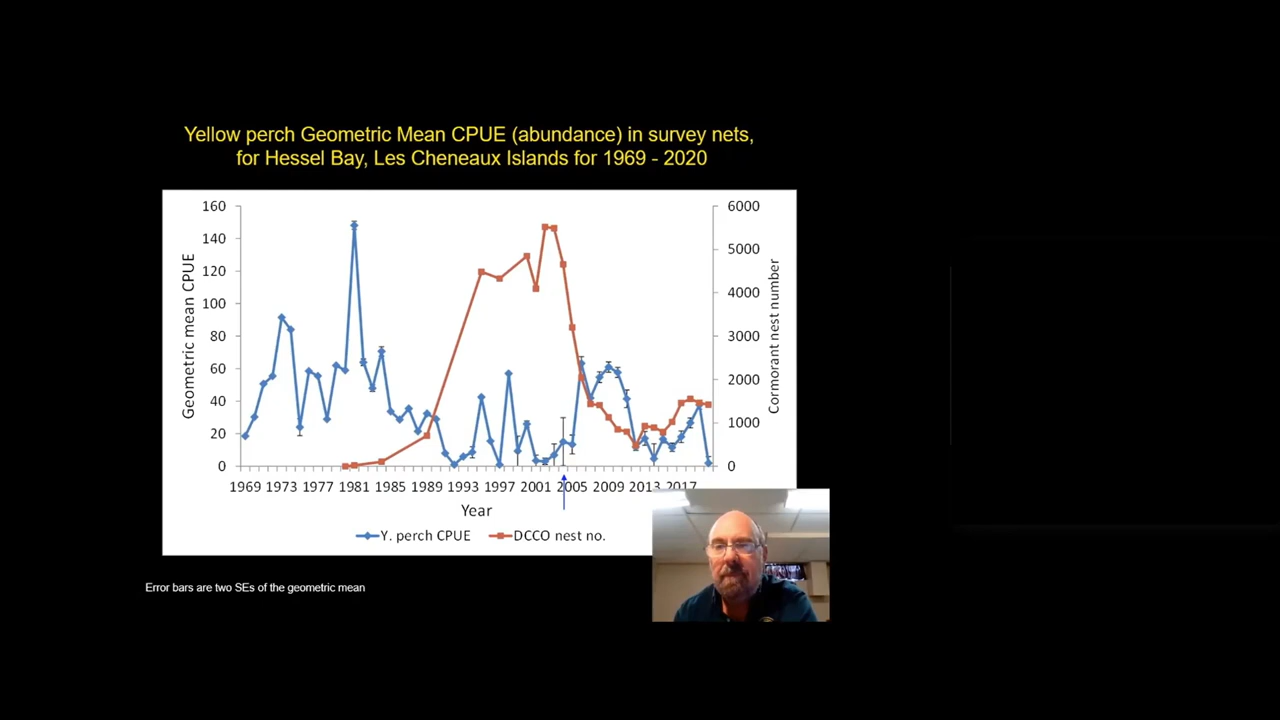 Yellow perch Geometric Mean CPUE (abundance) in survey nets,
for Hessel Bay, Les Cheneaux Islands for 1969 - 2020
160
140
120
100
80
60
40
20
0
Geometric mean CPUE
6000
5000
4000
3000
2000
1000
0
Cormorant nest number
1969 1973 1977 1981 1985 1989 1993 1997 2001 2005 2009 2013 2017
Year
Y. perch CPUE DCCO nest no.
Error bars are two SEs of the geometric mean